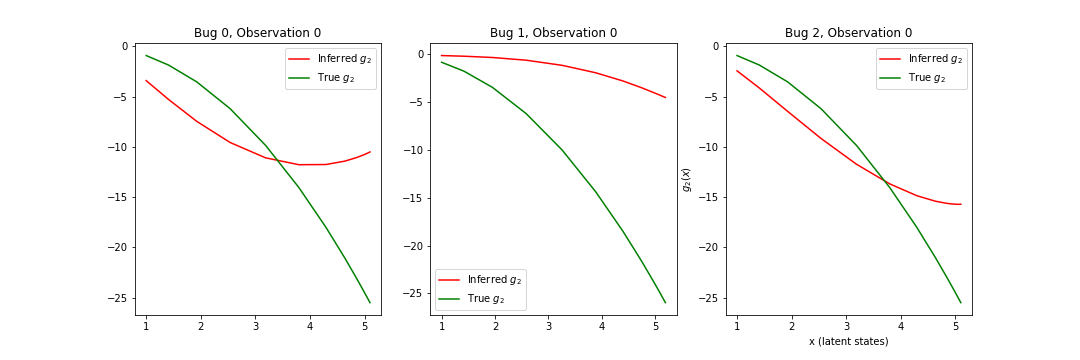 Bug 0, Observation 0
0
−5
−10
−15
−20
−25
1 2 3 4 5
Inferred g₂
True g₂
Bug 1, Observation 0
0
−5
−10
−15
−20
−25
1 2 3 4 5
Inferred g₂
True g₂
Bug 2, Observation 0
g₂(x)
0
−5
−10
−15
−20
−25
1 2 3 4 5
x (latent states)
Inferred g₂
True g₂